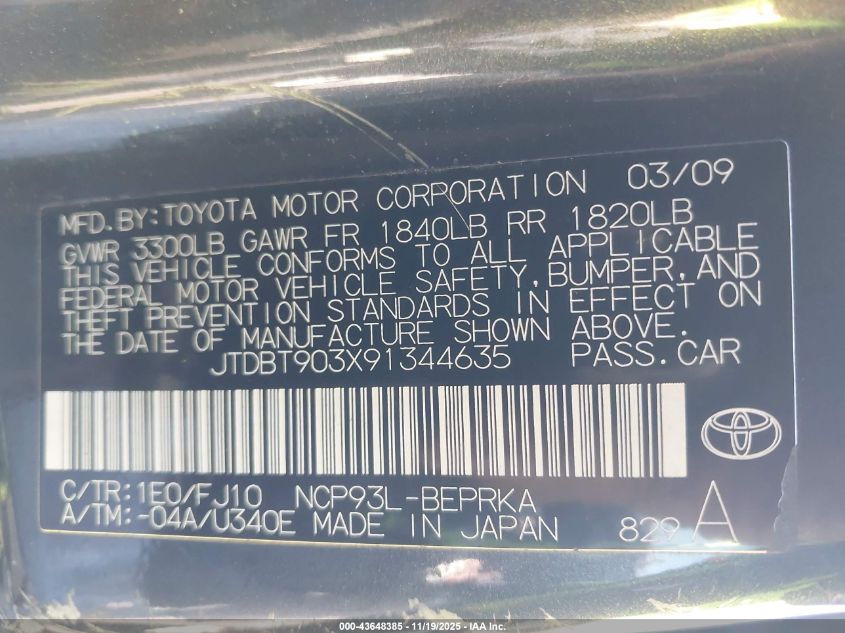 MFD.BY:TOYOTA MOTOR CORPORATION 03/09
GVWR 3300LB GAWR FR 1840LB RR 1820LB
THIS VEHICLE CONFORMS TO ALL APPLICABLE
FEDERAL MOTOR VEHICLE SAFETY,BUMPER,AND
THEFT PREVENTION STANDARDS IN EFFECT ON
THE DATE OF MANUFACTURE SHOWN ABOVE.
JTDBT903X91344635 PASS.CAR
C/TR:1E0/FJ10 NCP93L-BEPRKA
A/TM:-04A/U340E MADE IN JAPAN 829 A
000-43648385 - 11/19/2025 - IAA Inc.